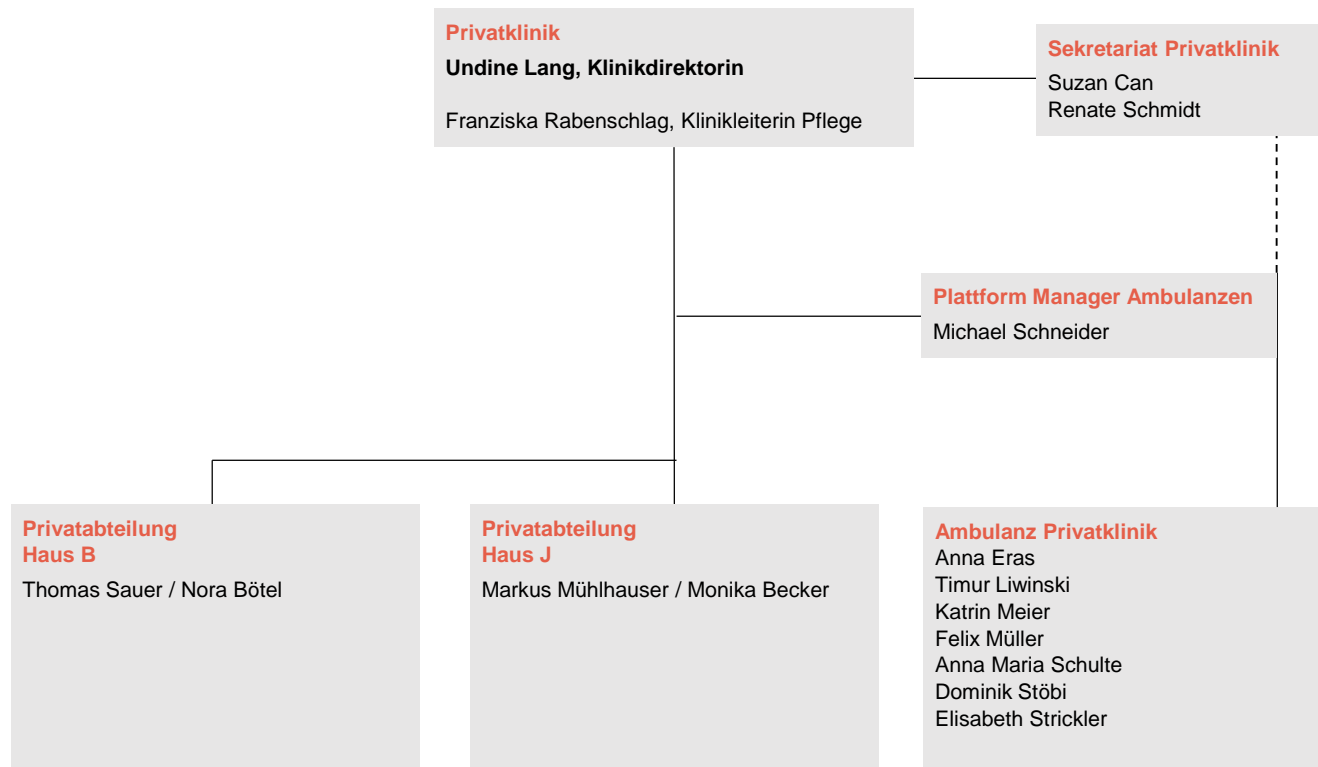 Privatklinik
Undine Lang, Klinikdirektorin
Franziska Rabenschlag, Klinikleiterin Pflege
Sekretariat Privatklinik
Suzan Can
Renate Schmidt
Plattform Manager Ambulanzen
Michael Schneider
Privatabteilung
Haus B
Thomas Sauer / Nora Bötel
Privatabteilung
Haus J
Markus Mühlhauser / Monika Becker
Ambulanz Privatklinik
Anna Eras
Timur Liwinski
Katrin Meier
Felix Müller
Anna Maria Schulte
Dominik Stöbi
Elisabeth Strickler